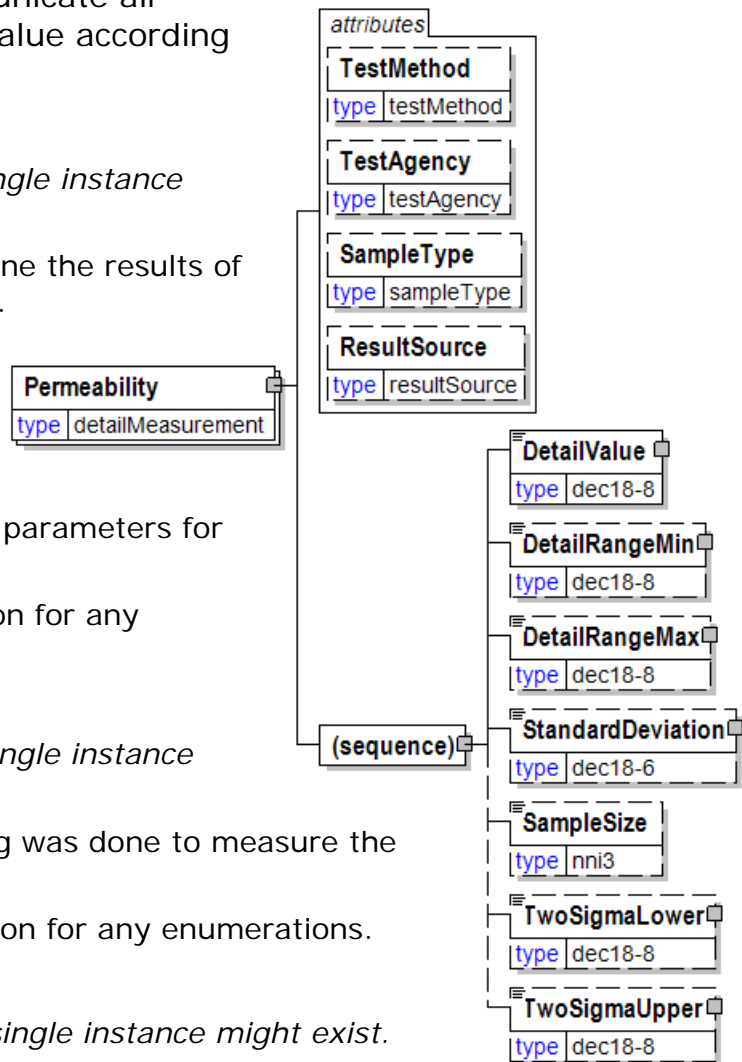 unicate all
alue according
ngle instance
ne the results of
.
parameters for
on for any
ngle instance
g was done to measure the
on for any enumerations.
single instance might exist.
Permeability
type detailMeasurement
attributes
TestMethod
type testMethod
TestAgency
type testAgency
SampleType
type sampleType
ResultSource
type resultSource
(sequence)
DetailValue
type dec18-8
DetailRangeMin
type dec18-8
DetailRangeMax
type dec18-8
StandardDeviation
type dec18-6
SampleSize
type nni3
TwoSigmaLower
type dec18-8
TwoSigmaUpper
type dec18-8